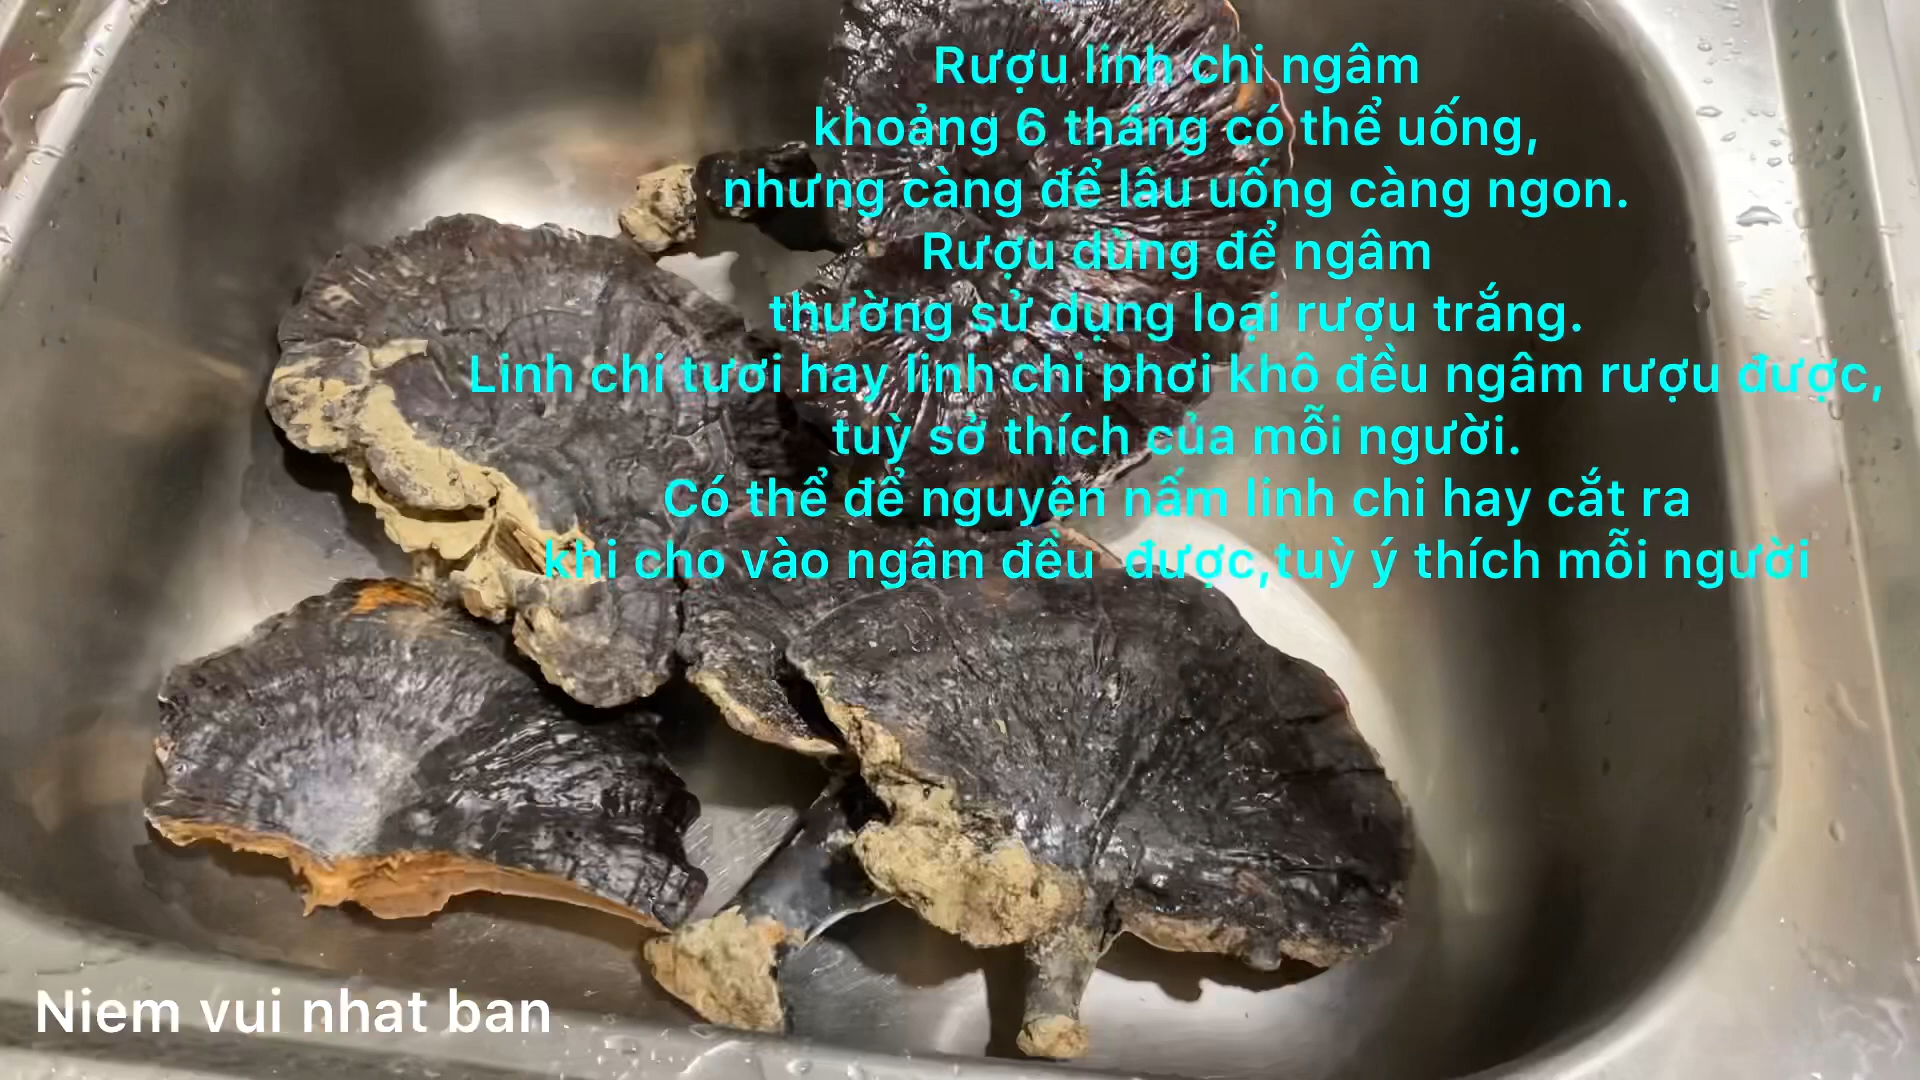 Rượu linh chi ngâm
khoảng 6 tháng có thể uống,
nhưng càng để lâu uống càng ngon.
Rượu dùng để ngâm
thường sử dụng loại rượu trắng.
Linh chi tươi hay linh chi phơi khô đều ngâm rượu được,
tuỳ sở thích của mỗi người.
Có thể để nguyên nấm linh chi hay cắt ra
khi cho vào ngâm đều  được,tuỳ ý thích mỗi người
Niem vui nhat ban